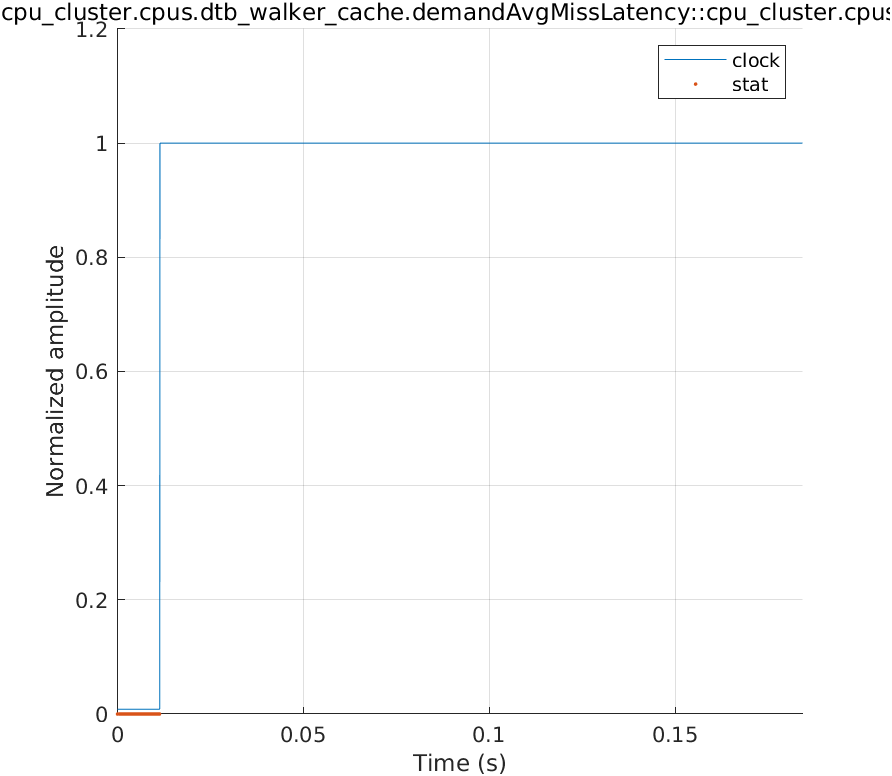 cpu_cluster.cpus.dtb_walker_cache.demandAvgMissLatency::cpu_cluster.cpus
1.2
clock
stat
1
0.8
Normalized amplitude
0.6
0.4
0.2
0
0
0.05
0.1
0.15
Time (s)